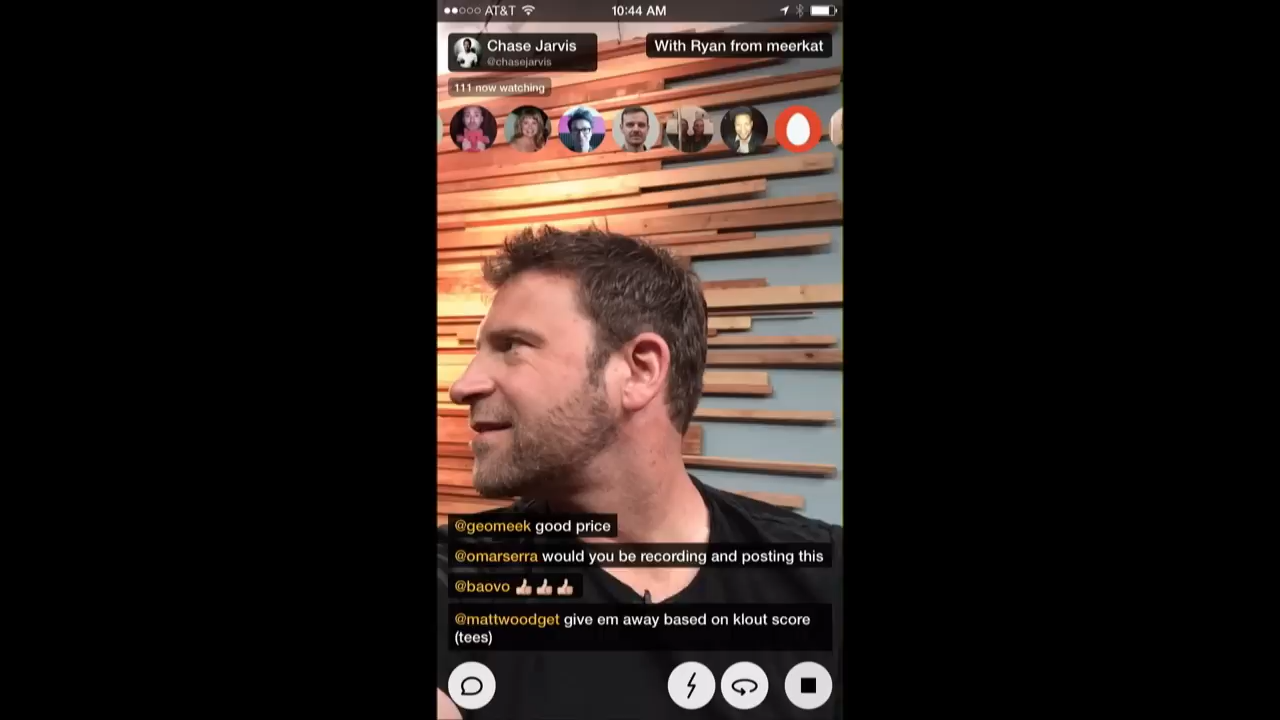 AT&T 10:44 AM
Chase Jarvis
@chasejarvis
With Ryan from meerkat
111 now watching
@geomeek good price
@omarserra would you be recording and posting this
@baovo 👍🏻👍🏻👍🏻
@mattwoodget give em away based on klout score
(tees)